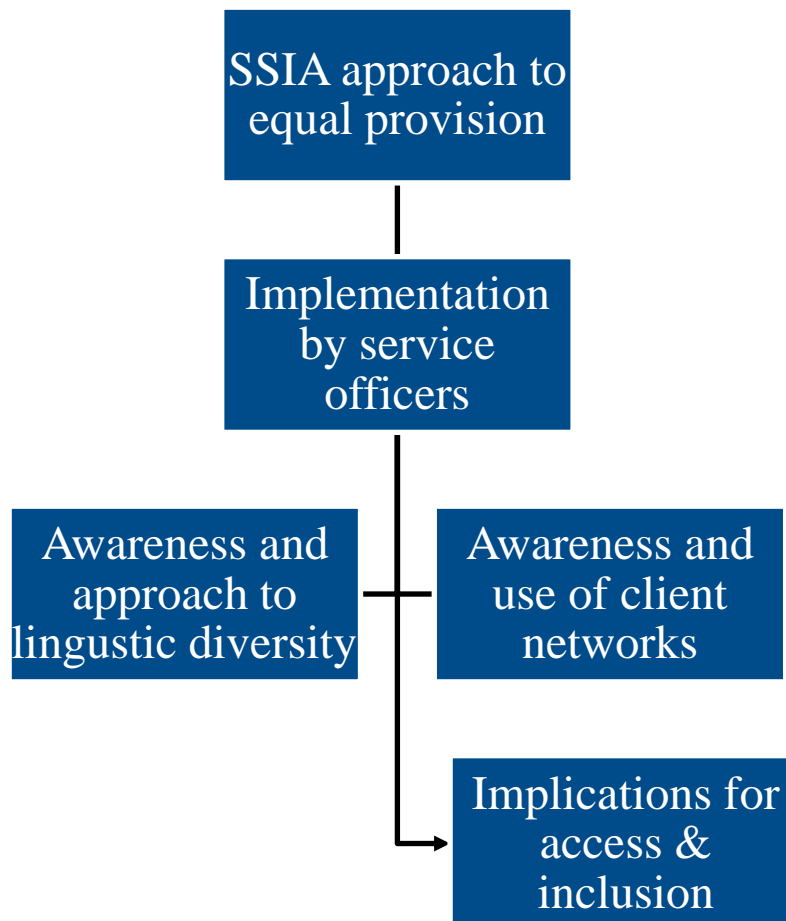 SSIA approach to
equal provision
Implementation
by service
officers
Awareness and
approach to
lingustic diversity
Awareness and
use of client
networks
Implications for
access &
inclusion